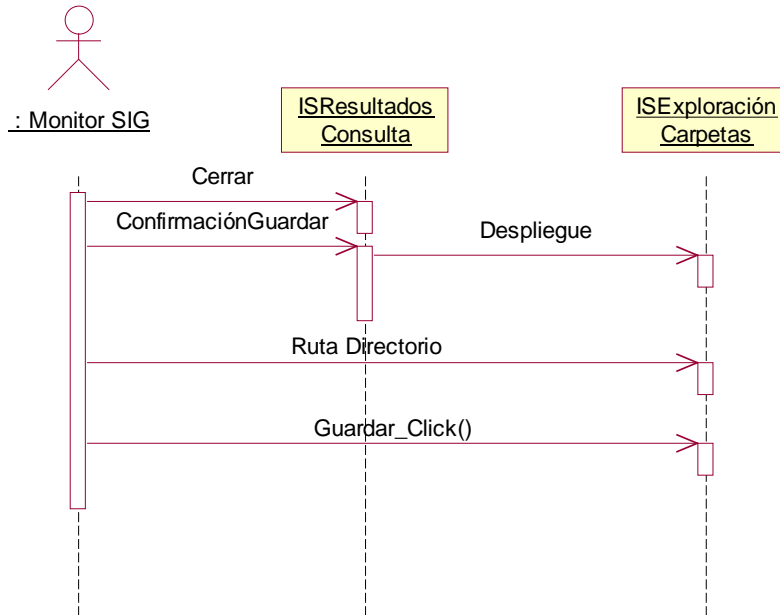 : Monitor SIG
ISResultados
Consulta
ISExploración
Carpetas
Cerrar
ConfirmaciónGuardar
Despliegue
Ruta Directorio
Guardar_Click()